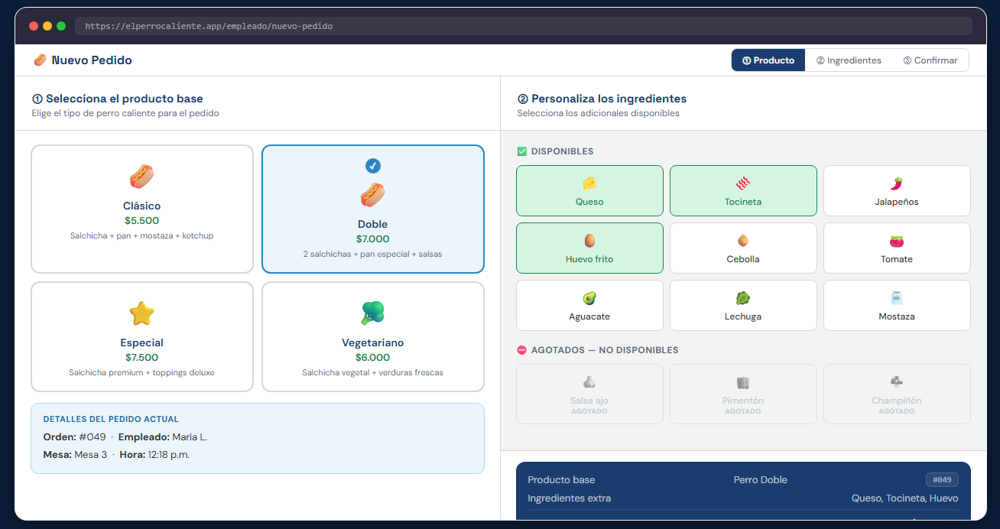 https://elperrocaliente.app/empleado/nuevo-pedido
Nuevo Pedido
① Producto
② Ingredientes
③ Confirmar
① Selecciona el producto base
Elige el tipo de perro caliente para el pedido
Clásico
$5.500
Salchicha + pan + mostaza + ketchup
Doble
$7.000
2 salchichas + pan especial + salsas
Especial
$7.500
Salchicha premium + toppings deluxe
Vegetariano
$6.000
Salchicha vegetal + verduras frescas
DETALLES DEL PEDIDO ACTUAL
Orden: #049 · Empleado: María L.
Mesa: Mesa 3 · Hora: 12:18 p.m.
② Personaliza los ingredientes
Selecciona los adicionales disponibles
DISPONIBLES
Queso
Tocineta
Jalapeños
Huevo frito
Cebolla
Tomate
Aguacate
Lechuga
Mostaza
AGOTADOS — NO DISPONIBLES
Salsa ajo
AGOTADO
Pimentón
AGOTADO
Champiñón
AGOTADO
Producto base Perro Doble #049
Ingredientes extra Queso, Tocineta, Huevo